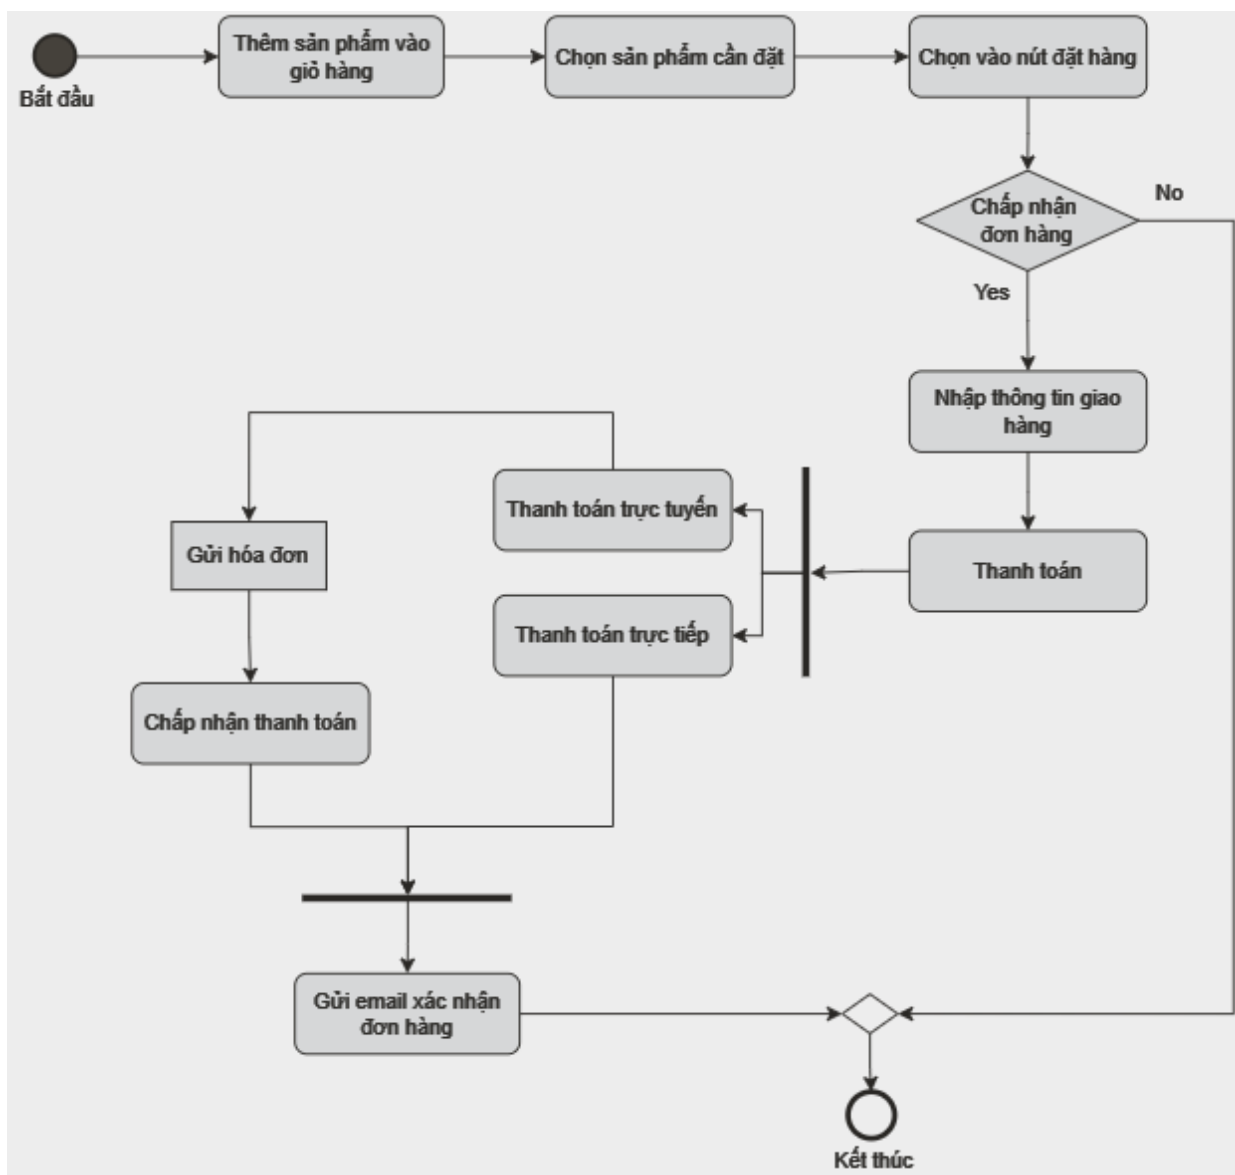 Bắt đầu
Thêm sản phẩm vào
giỏ hàng
Chọn sản phẩm cần đặt
Chọn vào nút đặt hàng
Chấp nhận
đơn hàng
No
Yes
Nhập thông tin giao
hàng
Thanh toán
Thanh toán trực tuyến
Thanh toán trực tiếp
Gửi hóa đơn
Chấp nhận thanh toán
Gửi email xác nhận
đơn hàng
Kết thúc